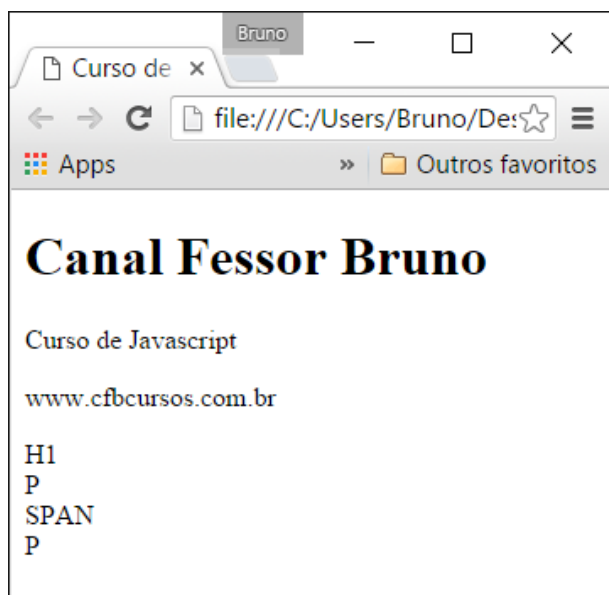 Bruno
Curso de
file:///C:/Users/Bruno/Des
Apps » Outros favoritos
Canal Fessor Bruno
Curso de Javascript
www.cfbcursos.com.br
H1
P
SPAN
P